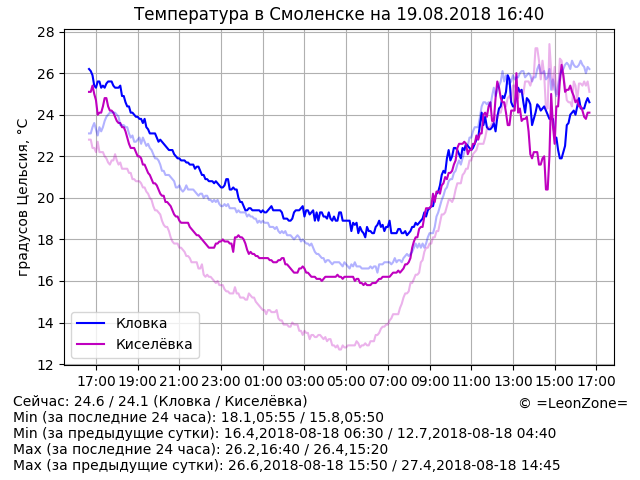 Температура в Смоленске на 19.08.2018 16:40
градусов Цельсия, °C
28
26
24
22
20
18
16
14
12
Кловка
Киселёвка
17:00 19:00 21:00 23:00 01:00 03:00 05:00 07:00 09:00 11:00 13:00 15:00 17:00
Сейчас: 24.6 / 24.1 (Кловка / Киселёвка)
© =LeonZone=
Min (за последние 24 часа): 18.1,05:55 / 15.8,05:50
Min (за предыдущие сутки): 16.4,2018-08-18 06:30 / 12.7,2018-08-18 04:40
Max (за последние 24 часа): 26.2,16:40 / 26.4,15:20
Max (за предыдущие сутки): 26.6,2018-08-18 15:50 / 27.4,2018-08-18 14:45